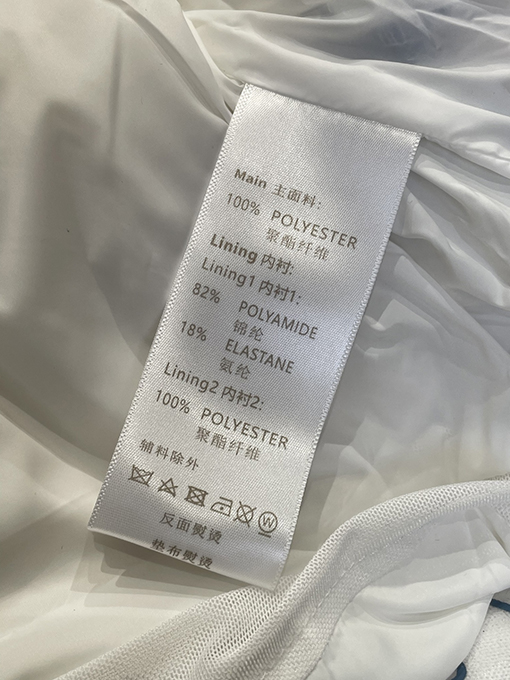 Main 主面料:
100% POLYESTER
聚酯纤维
Lining 内衬:
Lining1 内衬1:
82% POLYAMIDE
锦纶
18% ELASTANE
氨纶
Lining2 内衬2:
100% POLYESTER
聚酯纤维
辅料除外
W
反面熨烫
垫布熨烫